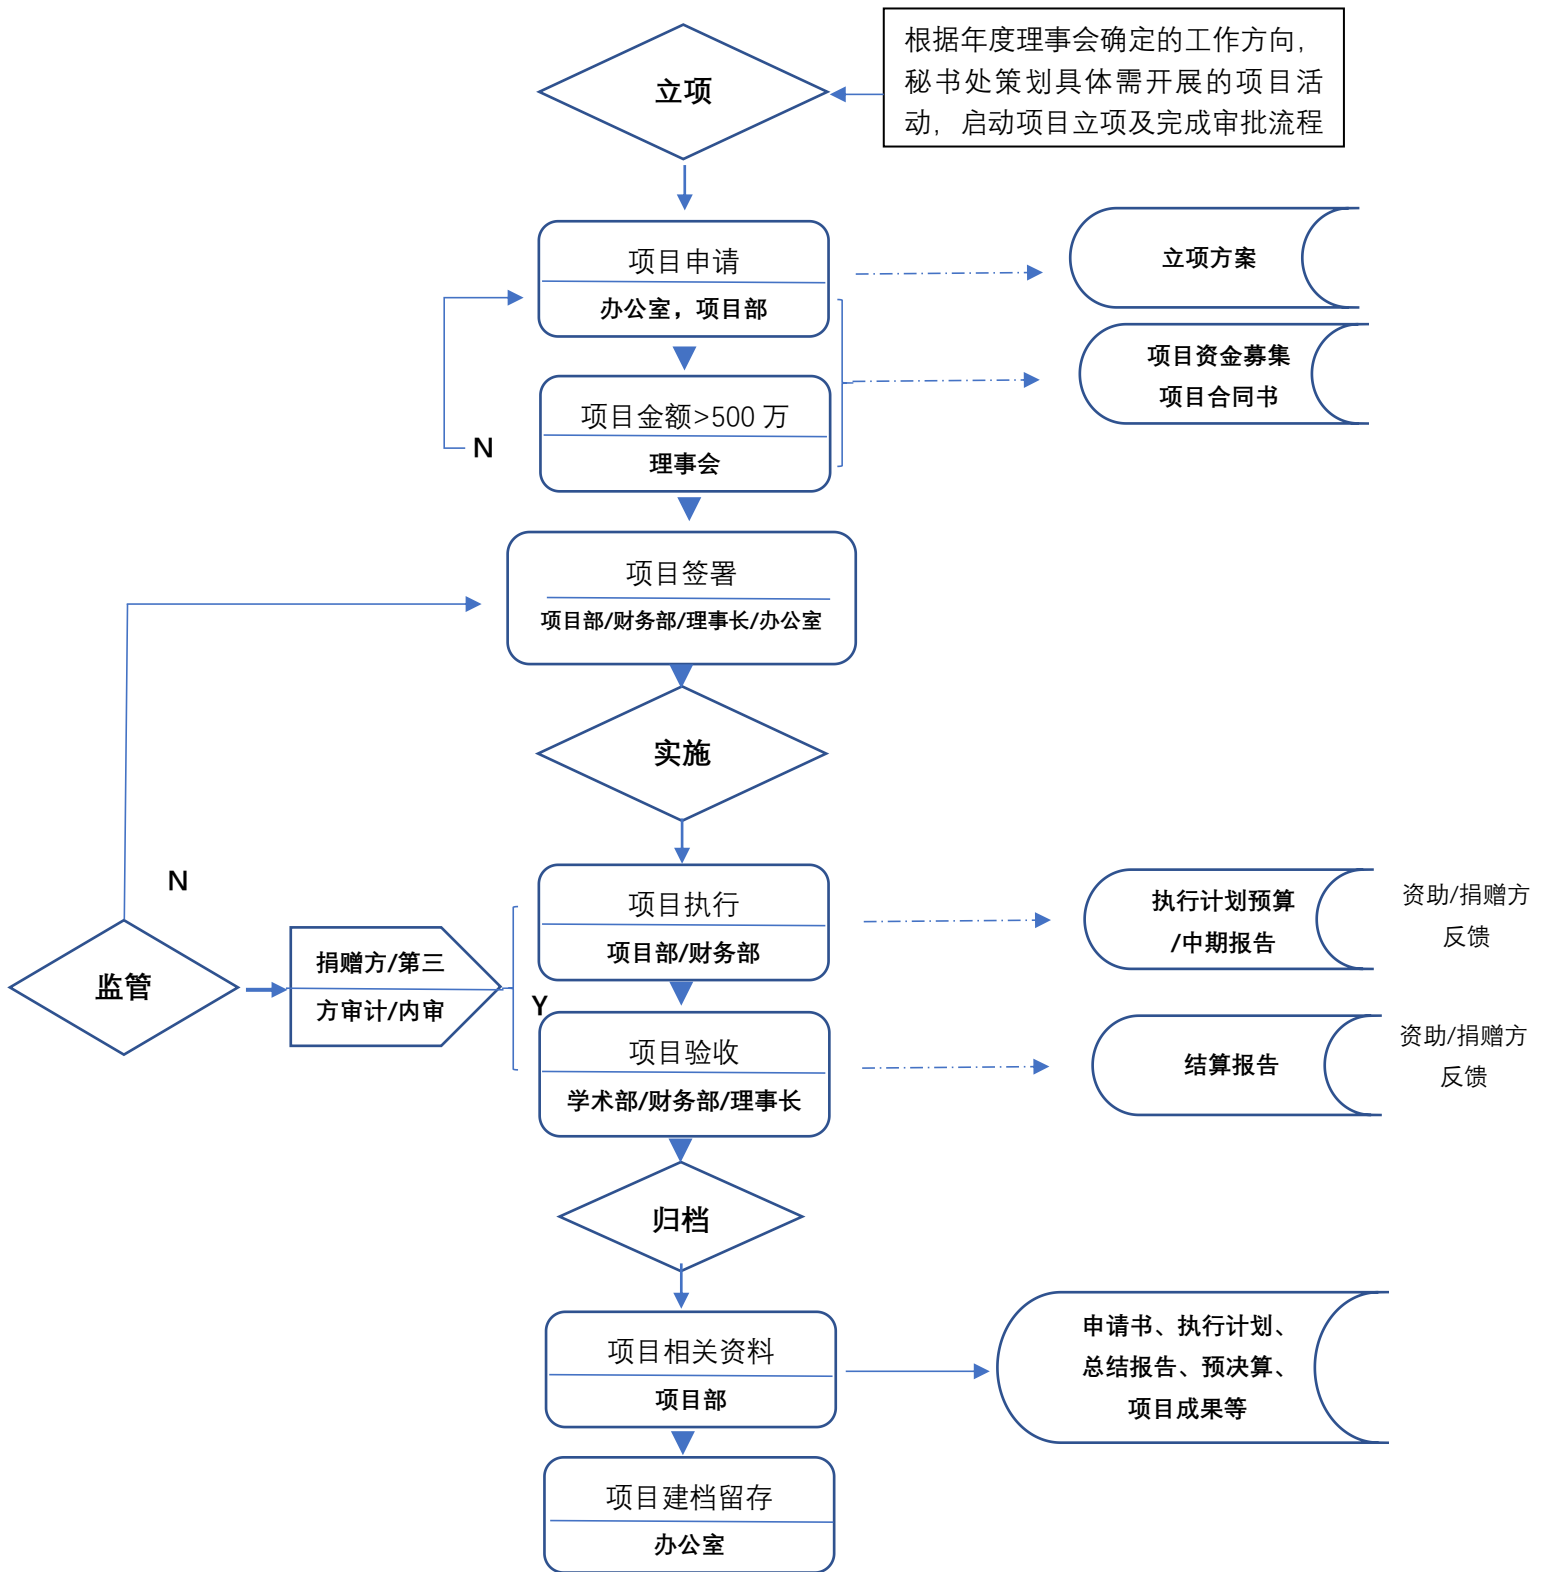 立项
根据年度理事会确定的工作方向，
秘书处策划具体需开展的项目活
动，启动项目立项及完成审批流程
项目申请
办公室，项目部
立项方案
项目资金募集
项目合同书
项目金额>500 万
理事会
N
项目签署
项目部/财务部/理事长/办公室
实施
N
项目执行
项目部/财务部
执行计划预算
/中期报告
资助/捐赠方
反馈
监管
捐赠方/第三
方审计/内审
Y
项目验收
学术部/财务部/理事长
结算报告
资助/捐赠方
反馈
归档
项目相关资料
项目部
申请书、执行计划、
总结报告、预决算、
项目成果等
项目建档留存
办公室